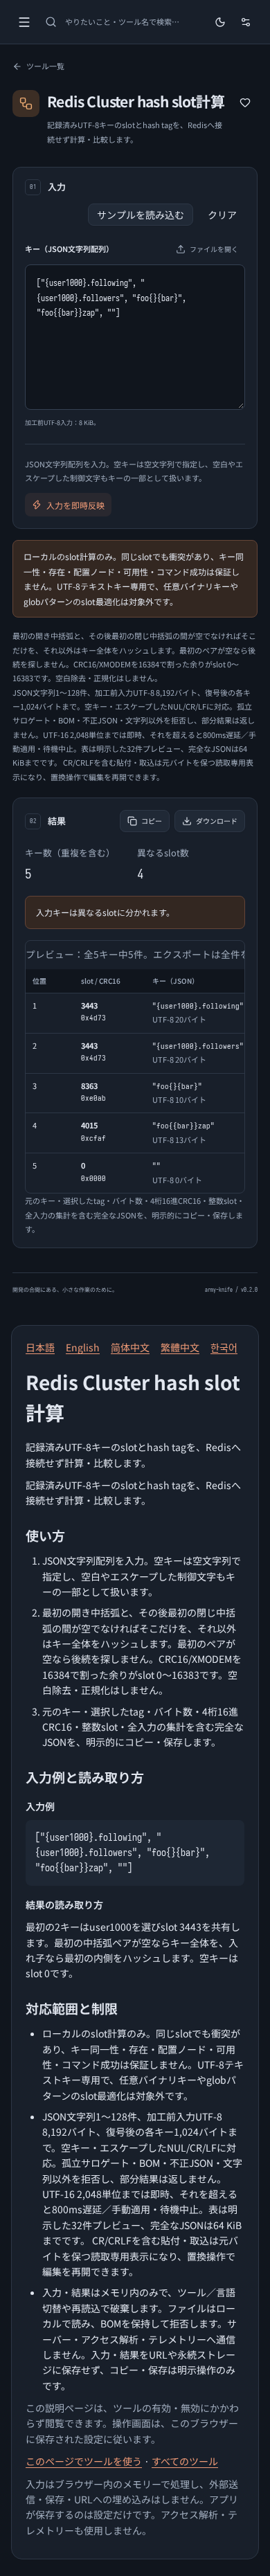 やりたいこと・ツール名で検索…
ツール一覧
Redis Cluster hash slot計算
記録済みUTF-8キーのslotとhash tagを、Redisへ接
続せず計算・比較します。
01 入力
サンプルを読み込む クリア
キー（JSON文字列配列） ファイルを開く
["{user1000}.following", "
{user1000}.followers", "foo{}{bar}",
"foo{{bar}}zap", ""]
加工前UTF-8入力：8 KiB。
JSON文字列配列を入力。空キーは空文字列で指定し、空白やエ
スケープした制御文字もキーの一部として扱います。
入力を即時反映
ローカルのslot計算のみ。同じslotでも衝突があり、キー同
一性・存在・配置ノード・可用性・コマンド成功は保証し
ません。UTF-8テキストキー専用で、任意バイナリキーや
globパターンのslot最適化は対象外です。
最初の開き中括弧と、その後最初の閉じ中括弧の間が空でなければそこ
だけを、それ以外はキー全体をハッシュします。最初のペアが空なら後
続を探しません。CRC16/XMODEMを16384で割った余りがslot 0〜
16383です。空白除去・正規化はしません。
JSON文字列1〜128件、加工前入力UTF-8 8,192バイト、復号後の各キ
ー1,024バイトまで。空キー・エスケープしたNUL/CR/LFに対応。孤立
サロゲート・BOM・不正JSON・文字列以外を拒否し、部分結果は返し
ません。UTF-16 2,048単位までは即時、それを超えると800ms遅延／手
動適用・待機中止。表は明示した32件プレビュー、完全なJSONは64
KiBまでです。 CR/CRLFを含む貼付・取込は元バイトを保つ読取専用表
示になり、置換操作で編集を再開できます。
02 結果 コピー ダウンロード
キー数（重複を含む） 異なるslot数
5 4
入力キーは異なるslotに分かれます。
プレビュー：全5キー中5件。エクスポートは全件を
位置 slot / CRC16 キー（JSON）
1 3443 "{user1000}.following"
0x4d73 UTF-8 20バイト
2 3443 "{user1000}.followers"
0x4d73 UTF-8 20バイト
3 8363 "foo{}{bar}"
0xe0ab UTF-8 10バイト
4 4015 "foo{{bar}}zap"
0xcfaf UTF-8 13バイト
5 0 ""
0x0000 UTF-8 0バイト
元のキー・選択したtag・バイト数・4桁16進CRC16・整数slot・
全入力の集計を含む完全なJSONを、明示的にコピー・保存しま
す。
開発の合間にある、小さな作業のために。 army-knife / v0.2.0
日本語 English 简体中文 繁體中文 한국어
Redis Cluster hash slot
計算
記録済みUTF-8キーのslotとhash tagを、Redisへ
接続せず計算・比較します。
記録済みUTF-8キーのslotとhash tagを、Redisへ
接続せず計算・比較します。
使い方
1. JSON文字列配列を入力。空キーは空文字列で
指定し、空白やエスケープした制御文字もキ
ーの一部として扱います。
2. 最初の開き中括弧と、その後最初の閉じ中括
弧の間が空でなければそこだけを、それ以外
はキー全体をハッシュします。最初のペアが
空なら後続を探しません。CRC16/XMODEMを
16384で割った余りがslot 0〜16383です。空
白除去・正規化はしません。
3. 元のキー・選択したtag・バイト数・4桁16進
CRC16・整数slot・全入力の集計を含む完全な
JSONを、明示的にコピー・保存します。
入力例と読み取り方
入力例
["{user1000}.following", "
{user1000}.followers", "foo{}{bar}",
"foo{{bar}}zap", ""]
結果の読み取り方
最初の2キーはuser1000を選びslot 3443を共有し
ます。最初の中括弧ペアが空ならキー全体を、入
れ子なら最初の内側をハッシュします。空キーは
slot 0です。
対応範囲と制限
ローカルのslot計算のみ。同じslotでも衝突が
あり、キー同一性・存在・配置ノード・可用
性・コマンド成功は保証しません。UTF-8テキ
ストキー専用で、任意バイナリキーやglobパ
ターンのslot最適化は対象外です。
JSON文字列1〜128件、加工前入力UTF-8
8,192バイト、復号後の各キー1,024バイトま
で。空キー・エスケープしたNUL/CR/LFに対
応。孤立サロゲート・BOM・不正JSON・文字
列以外を拒否し、部分結果は返しません。
UTF-16 2,048単位までは即時、それを超える
と800ms遅延／手動適用・待機中止。表は明
示した32件プレビュー、完全なJSONは64 KiB
までです。 CR/CRLFを含む貼付・取込は元バ
イトを保つ読取専用表示になり、置換操作で
編集を再開できます。
入力・結果はメモリ内のみで、ツール／言語
切替や再読込で破棄します。ファイルはロー
カルで読み、BOMを保持して拒否します。サ
ーバー・アクセス解析・テレメトリーへ通信
しません。入力・結果をURLや永続ストレー
ジに保存せず、コピー・保存は明示操作のみ
です。
この説明ページは、ツールの有効・無効にかかわ
らず閲覧できます。操作画面は、このブラウザー
に保存された設定に従います。
このページでツールを使う · すべてのツール
入力はブラウザー内のメモリーで処理し、外部送
信・保存・URLへの埋め込みはしません。アプリ
が保存するのは設定だけです。アクセス解析・テ
レメトリーも使用しません。